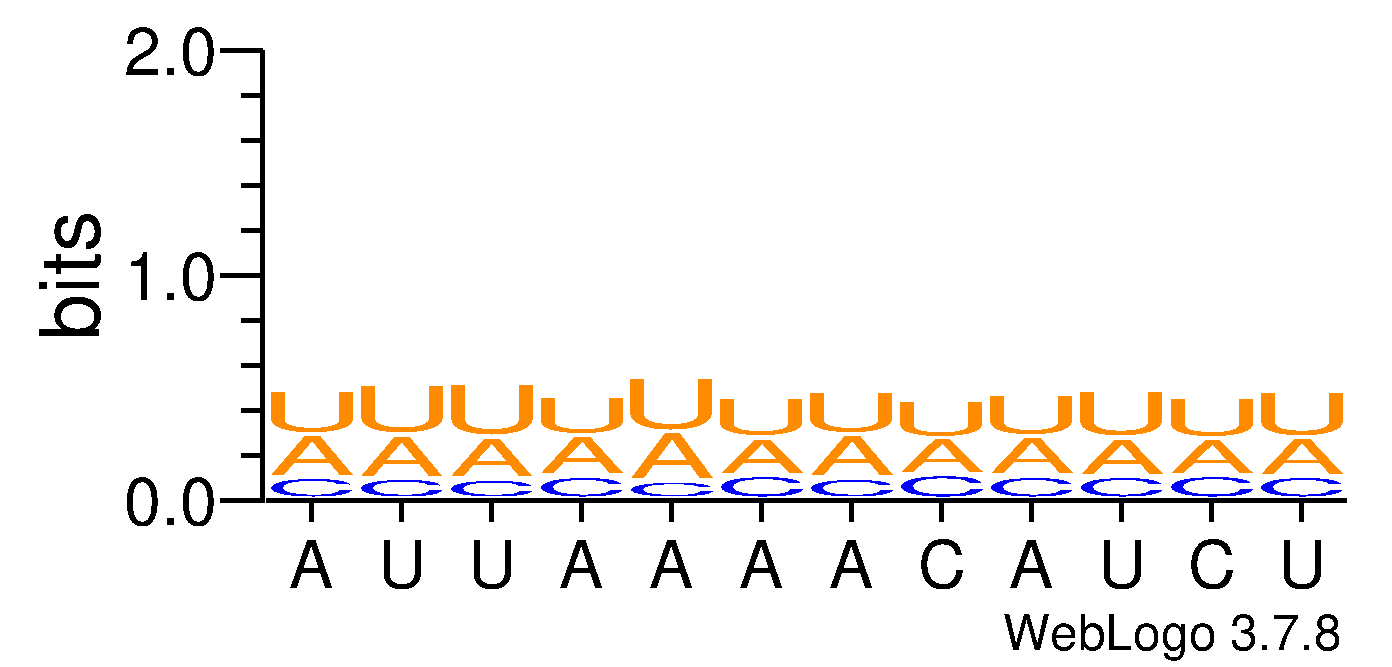 2.0
bits
1.0
0.0
U U U U U U U U U U U U
A A A A A A A A A A A A
C C C C C C C C C C C C
A U U A A A A C A U C U
WebLogo 3.7.8